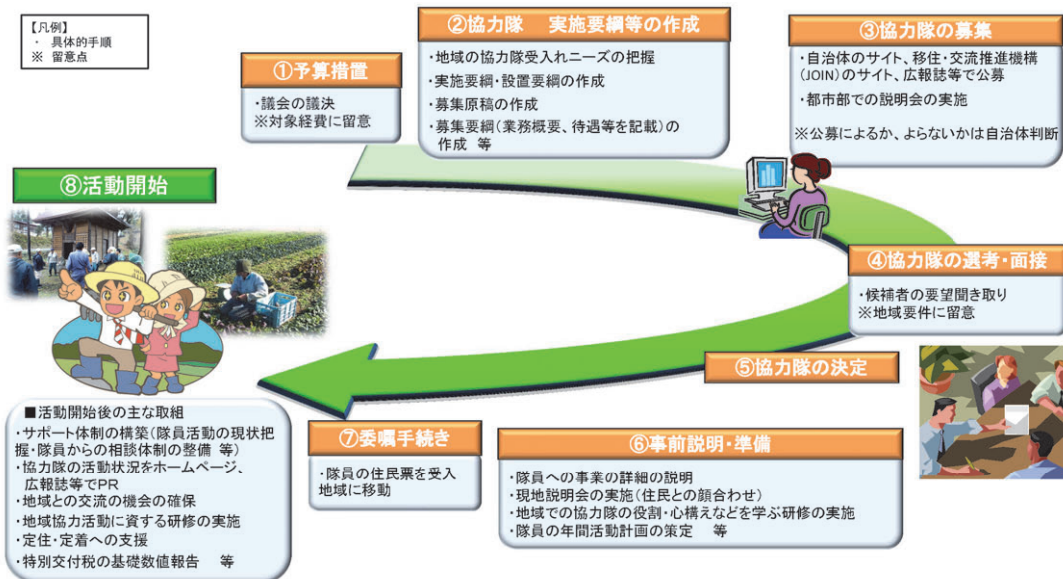 【凡例】
・ 具体的手順
※ 留意点
①予算措置
・議会の議決
※対象経費に留意
②協力隊 実施要綱等の作成
・地域の協力隊受入れニーズの把握
・実施要綱・設置要綱の作成
・募集原稿の作成
・募集要綱(業務概要、待遇等を記載)の
作成 等
③協力隊の募集
・自治体のサイト、移住・交流推進機構
(JOIN)のサイト、広報誌等で公募
・都市部での説明会の実施
※公募によるか、よらないかは自治体判断
④協力隊の選考・面接
・候補者の要望聞き取り
※地域要件に留意
⑤協力隊の決定
⑥事前説明・準備
・隊員への事業の詳細の説明
・現地説明会の実施(住民との顔合わせ)
・地域での協力隊の役割・心構えなどを学ぶ研修の実施
・隊員の年間活動計画の策定 等
⑦委嘱手続き
・隊員の住民票を受入
地域に移動
⑧活動開始
■活動開始後の主な取組
・サポート体制の構築(隊員活動の現状把
握・隊員からの相談体制の整備 等)
・協力隊の活動状況をホームページ、
広報誌等でPR
・地域との交流の機会の確保
・地域協力活動に資する研修の実施
・定住・定着への支援
・特別交付税の基礎数値報告 等